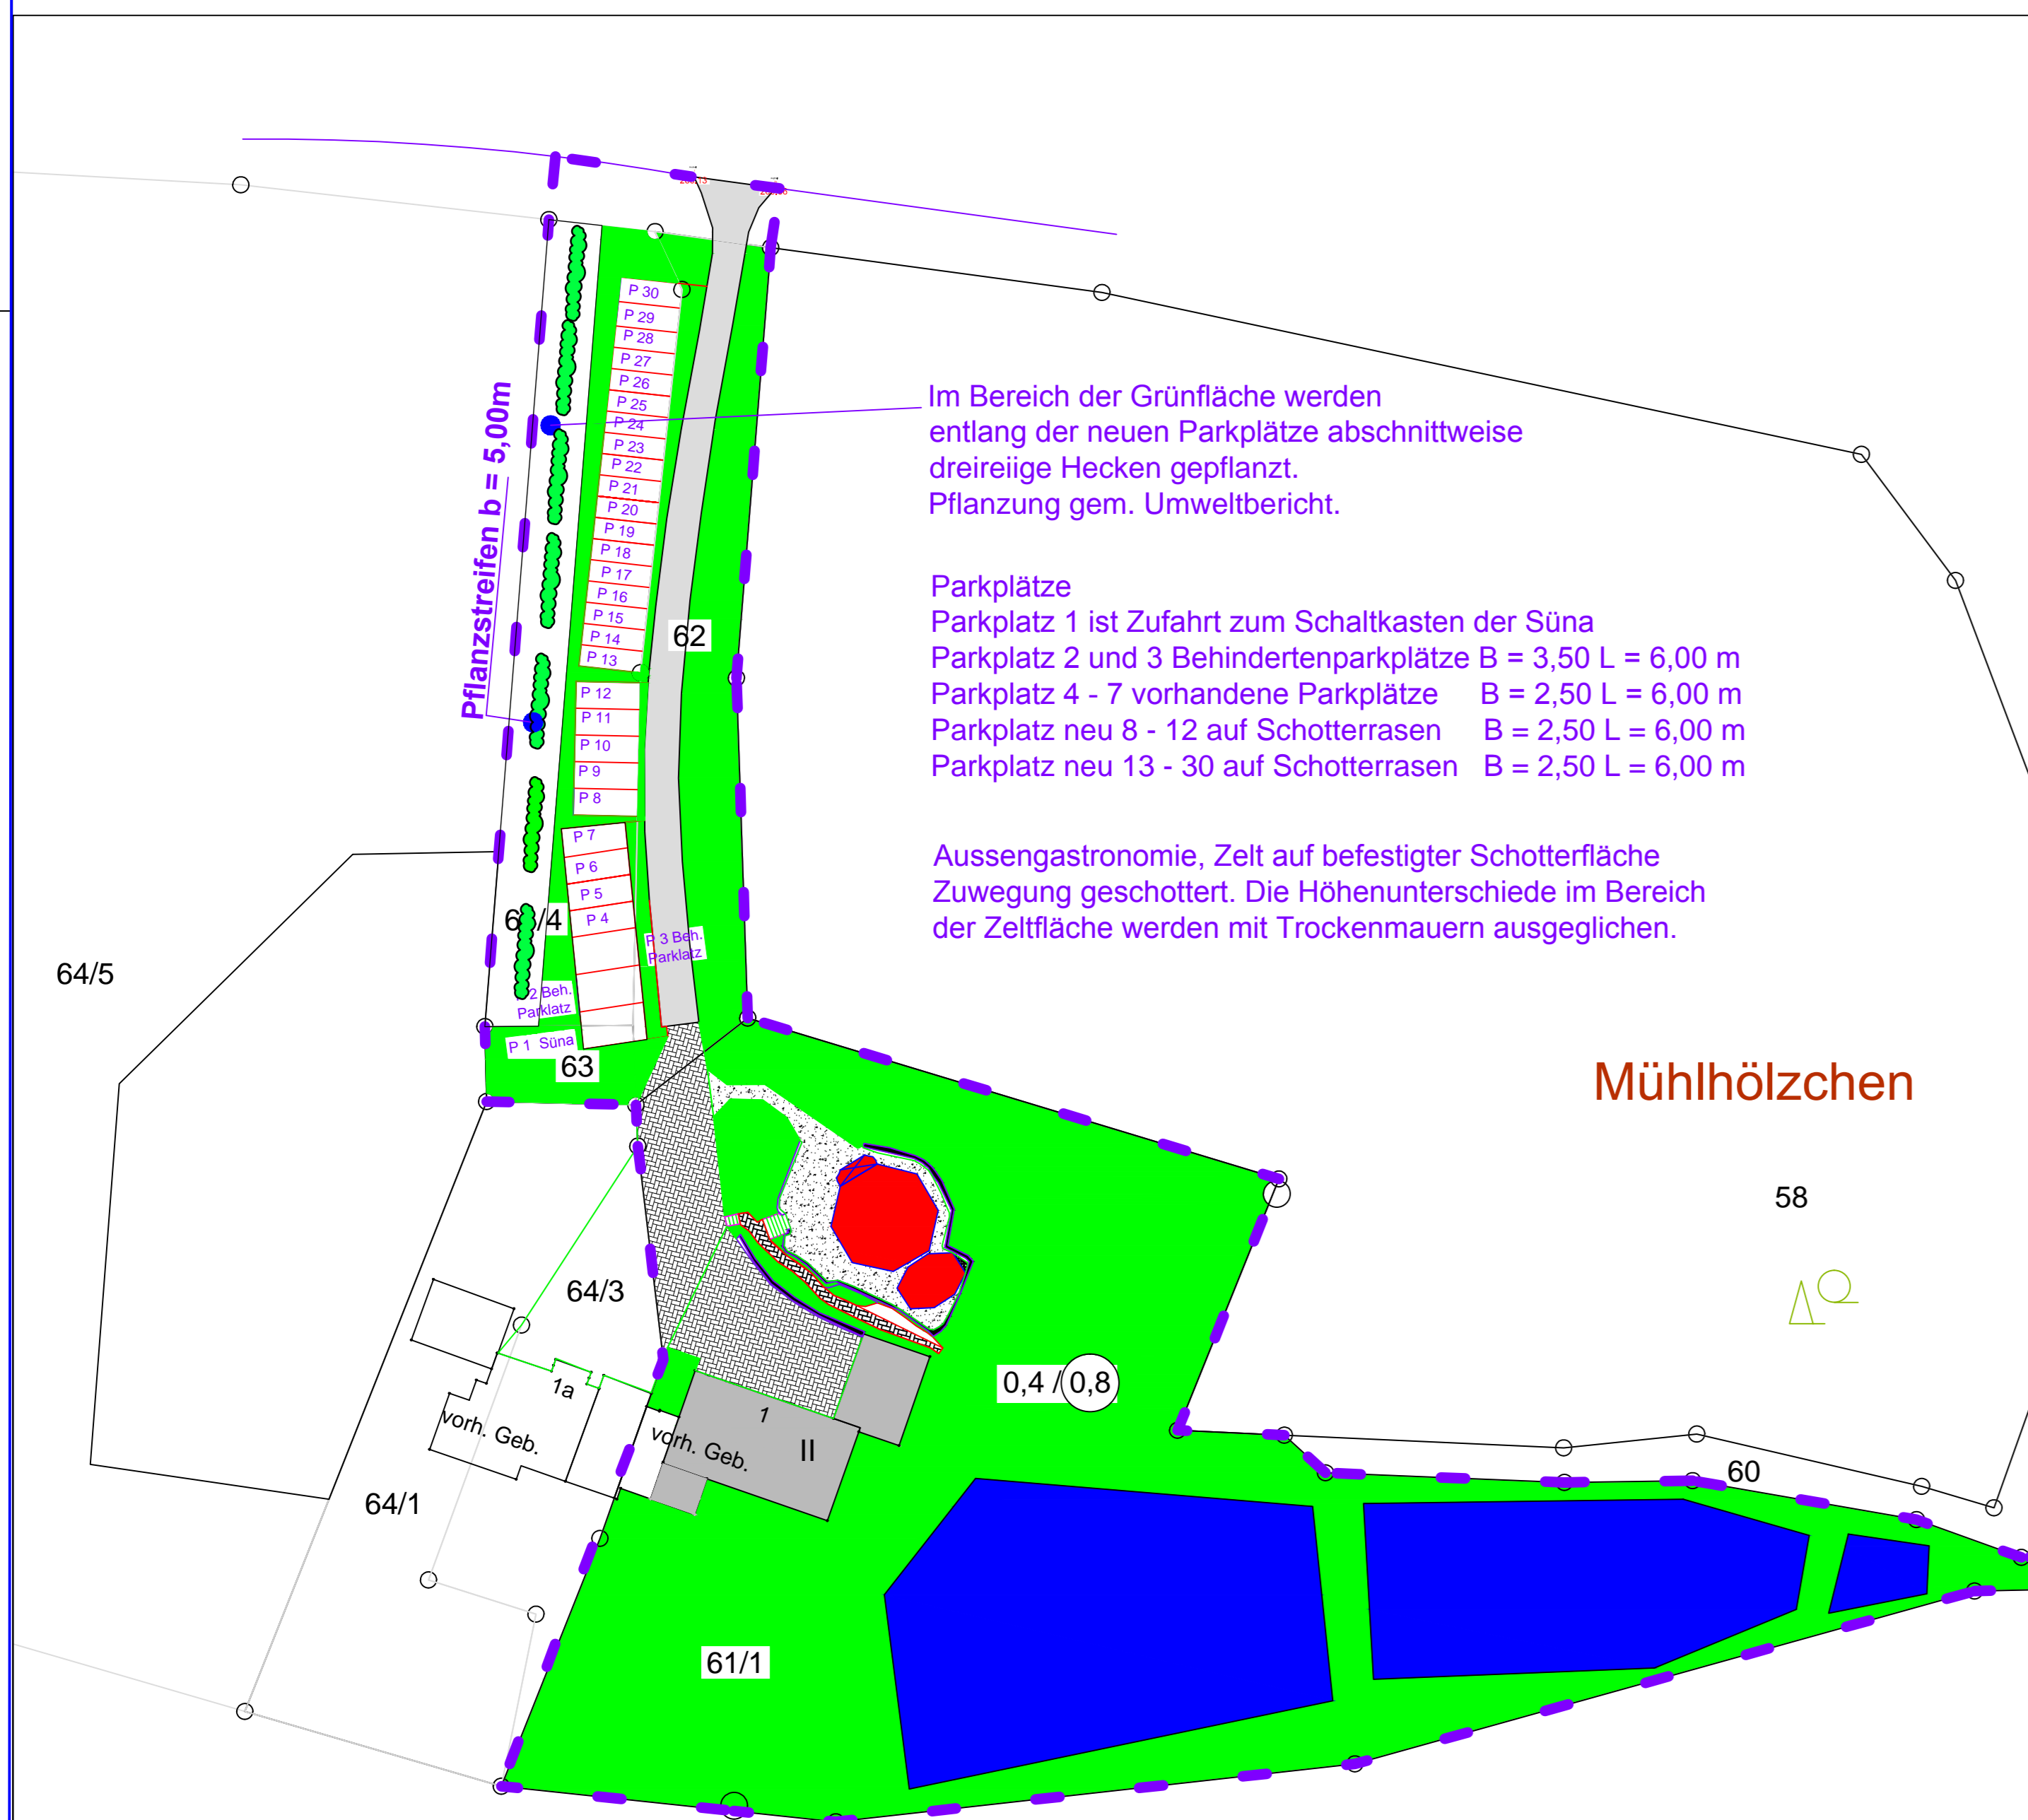 P 30
P 29
P 28
P 27
P 26
P 25
P 24
P 23
P 22
P 21
P 20
P 19
P 18
P 17
P 16
P 15
P 14
P 13
P 12
P 11
P 10
P 9
P 8
P 7
P 6
P 5
P 4
P 3 Beh.
Parklatz
2 Beh.
Parklatz
P 1 Süna
Pflanzstreifen b = 5,00m
Im Bereich der Grünfläche werden
entlang der neuen Parkplätze abschnittweise
dreireiige Hecken gepflanzt.
Pflanzung gem. Umweltbericht.
Parkplätze
Parkplatz 1 ist Zufahrt zum Schaltkasten der Süna
Parkplatz 2 und 3 Behindertenparkplätze B = 3,50 L = 6,00 m
Parkplatz 4 - 7 vorhandene Parkplätze B = 2,50 L = 6,00 m
Parkplatz neu 8 - 12 auf Schotterrasen B = 2,50 L = 6,00 m
Parkplatz neu 13 - 30 auf Schotterrasen B = 2,50 L = 6,00 m
Aussengastronomie, Zelt auf befestigter Schotterfläche
Zuwegung geschottert. Die Höhenunterschiede im Bereich
der Zeltfläche werden mit Trockenmauern ausgeglichen.
62
/4
64/5
63
Mühlhölzchen
58
64/3
0,4 / 0,8
1a
vorh. Geb.
1
vorh. Geb.
II
60
64/1
61/1